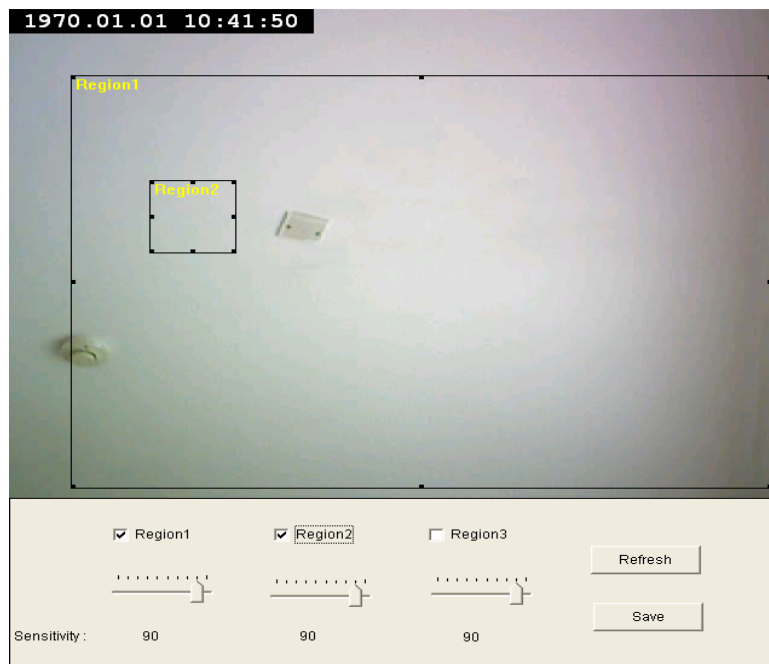 1970.01.01 10:41:50
Region1
Region2
Region1 Region2 Region3
Refresh
Save
Sensitivity : 90 90 90